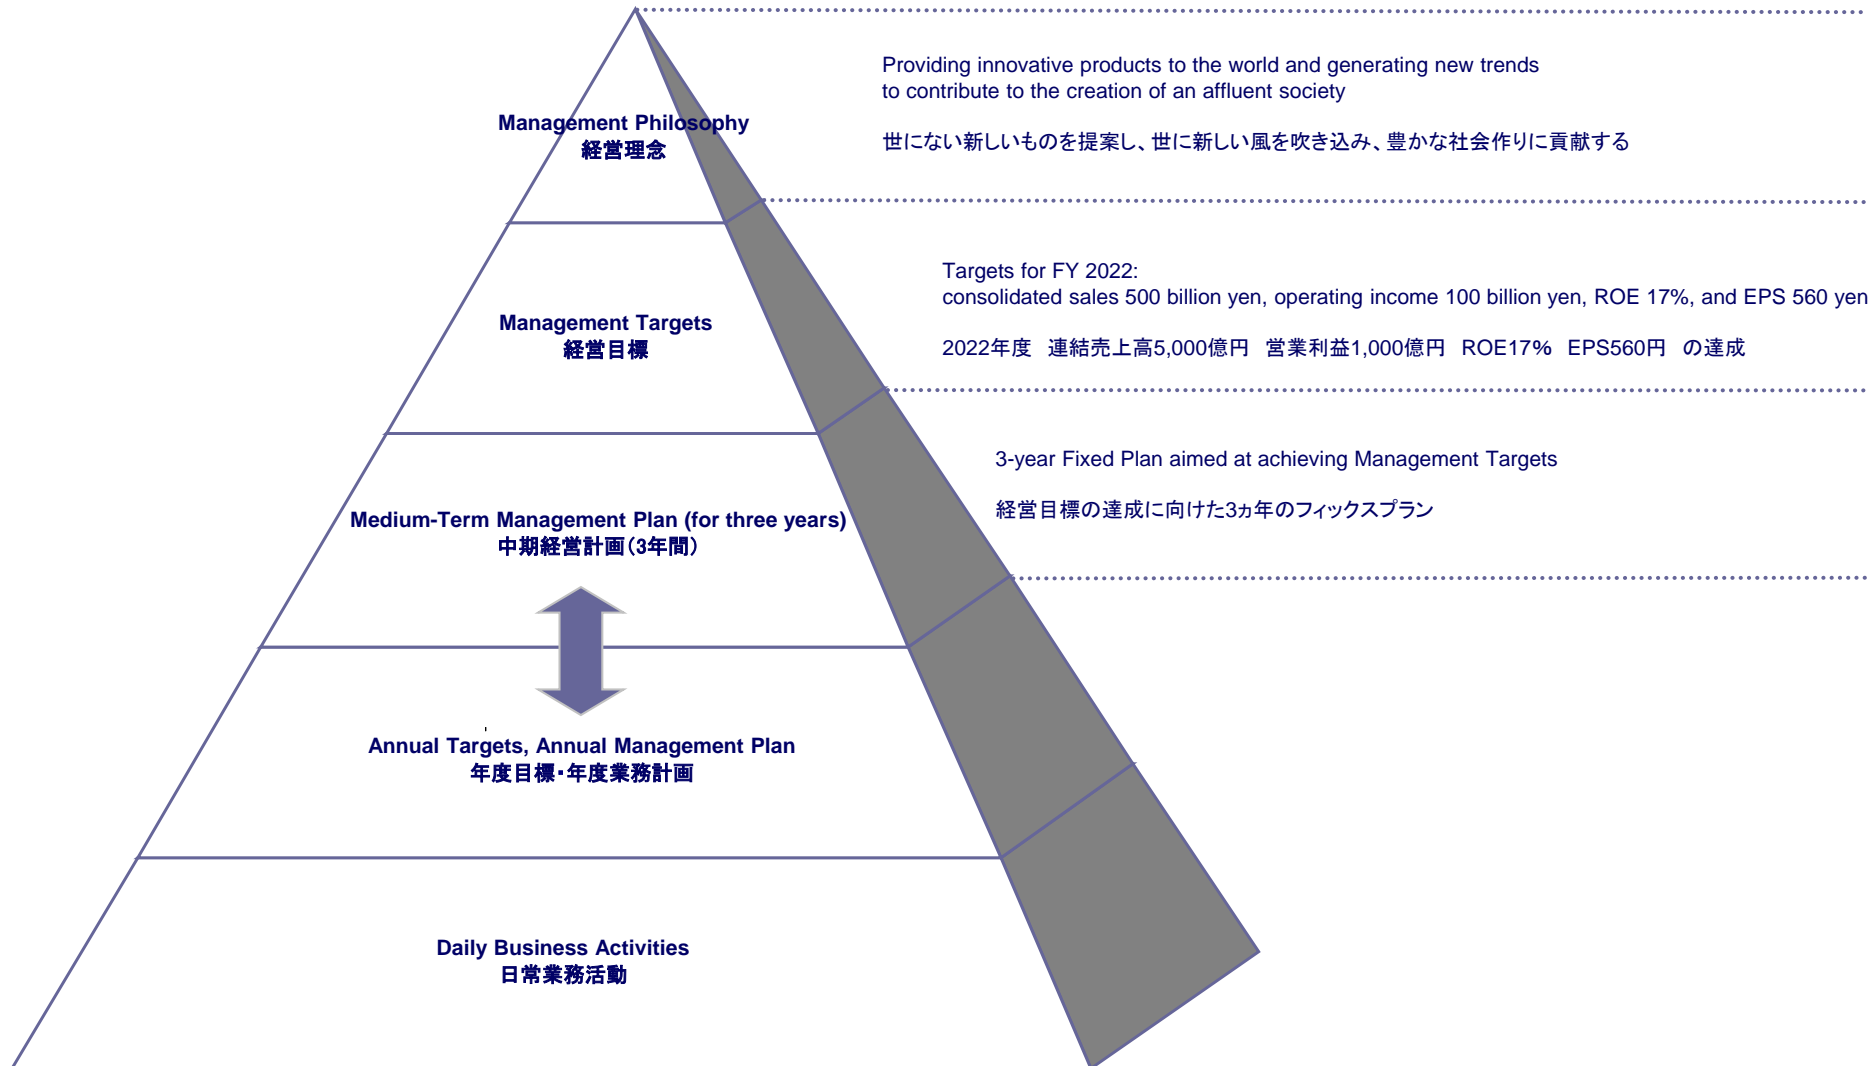 Providing innovative products to the world and generating new trends
to contribute to the creation of an affluent society
世にない新しいものを提案し、世に新しい風を吹き込み、豊かな社会作りに貢献する
Management Philosophy
経営理念
Targets for FY 2022:
consolidated sales 500 billion yen, operating income 100 billion yen, ROE 17%, and EPS 560 yen
2022年度　連結売上高5,000億円　営業利益1,000億円　ROE17%　EPS560円　の達成
Management Targets
経営目標
3-year Fixed Plan aimed at achieving Management Targets
経営目標の達成に向けた3ヵ年のフィックスプラン
Medium-Term Management Plan (for three years)
中期経営計画（3年間）
Annual Targets, Annual Management Plan
年度目標・年度業務計画
Daily Business Activities
日常業務活動